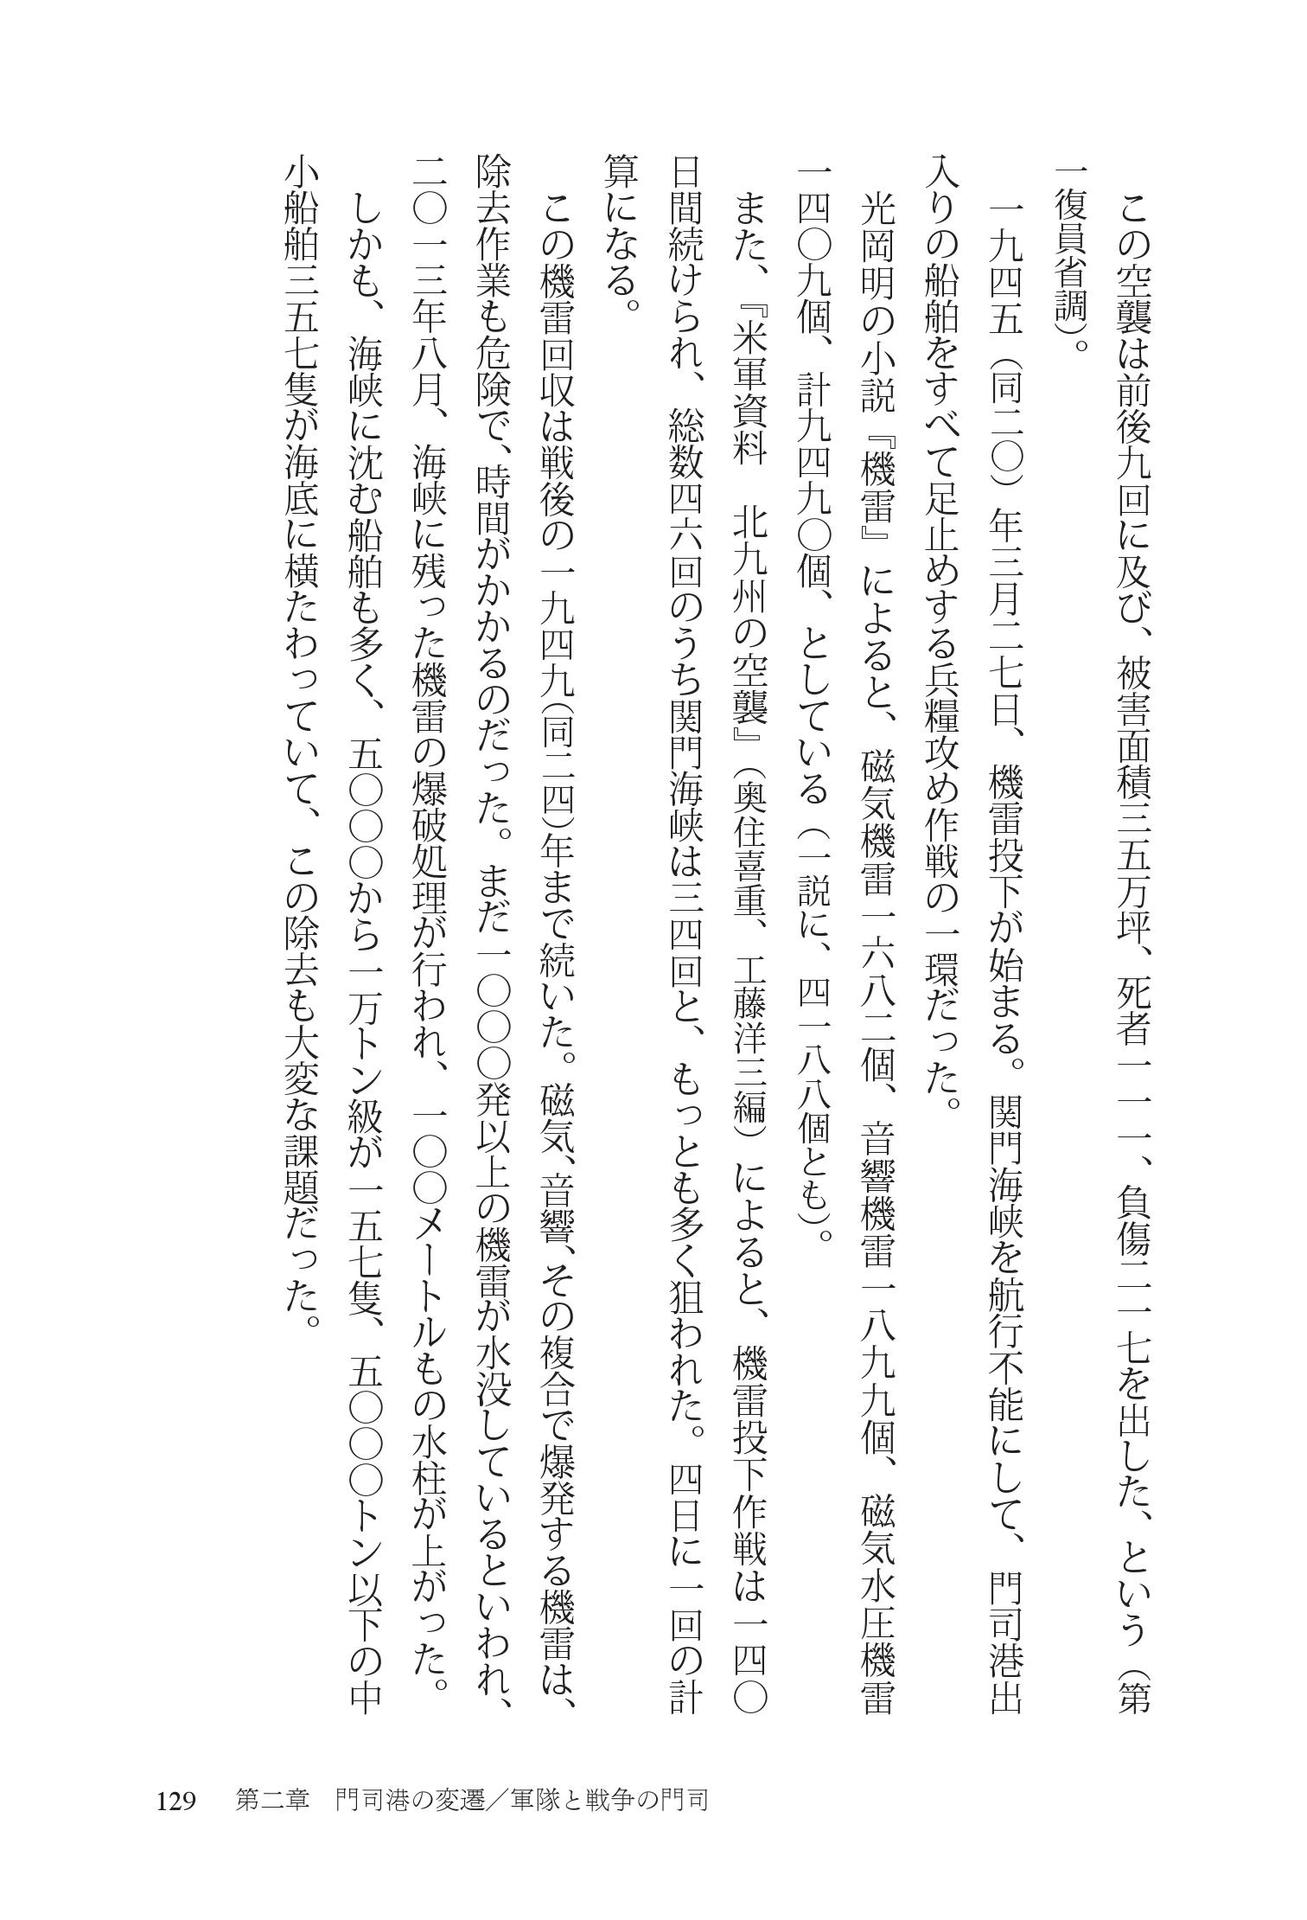 この空襲は前後九回に及び、被害面積三五万坪、死者一一一、負傷二一七を出した、という（第
一復員省調）。
　一九四五（同二〇）年三月二七日、機雷投下が始まる。関門海峡を航行不能にして、門司港出
入りの船舶をすべて足止めする兵糧攻め作戦の一環だった。
　光岡明の小説『機雷』によると、磁気機雷一六八二個、音響機雷一八九九個、磁気水圧機雷
一四〇九個、計九四九〇個、としている（一説に、四一八八個とも）。
　また、『米軍資料　北九州の空襲』（奥住喜重、工藤洋三編）によると、機雷投下作戦は一四〇
日間続けられ、総数四六回のうち関門海峡は三四回と、もっとも多く狙われた。四日に一回の計
算になる。
　この機雷回収は戦後の一九四九（同二四）年まで続いた。磁気、音響、その複合で爆発する機雷は、
除去作業も危険で、時間がかかるのだった。まだ一〇〇〇発以上の機雷が水没しているといわれ、
二〇一三年八月、海峡に残った機雷の爆破処理が行われ、一〇〇メートルもの水柱が上がった。
　しかも、海峡に沈む船舶も多く、五〇〇〇から一万トン級が一五七隻、五〇〇〇トン以下の中
小船舶三五七隻が海底に横たわっていて、この除去も大変な課題だった。
129　第二章　門司港の変遷／軍隊と戦争の門司